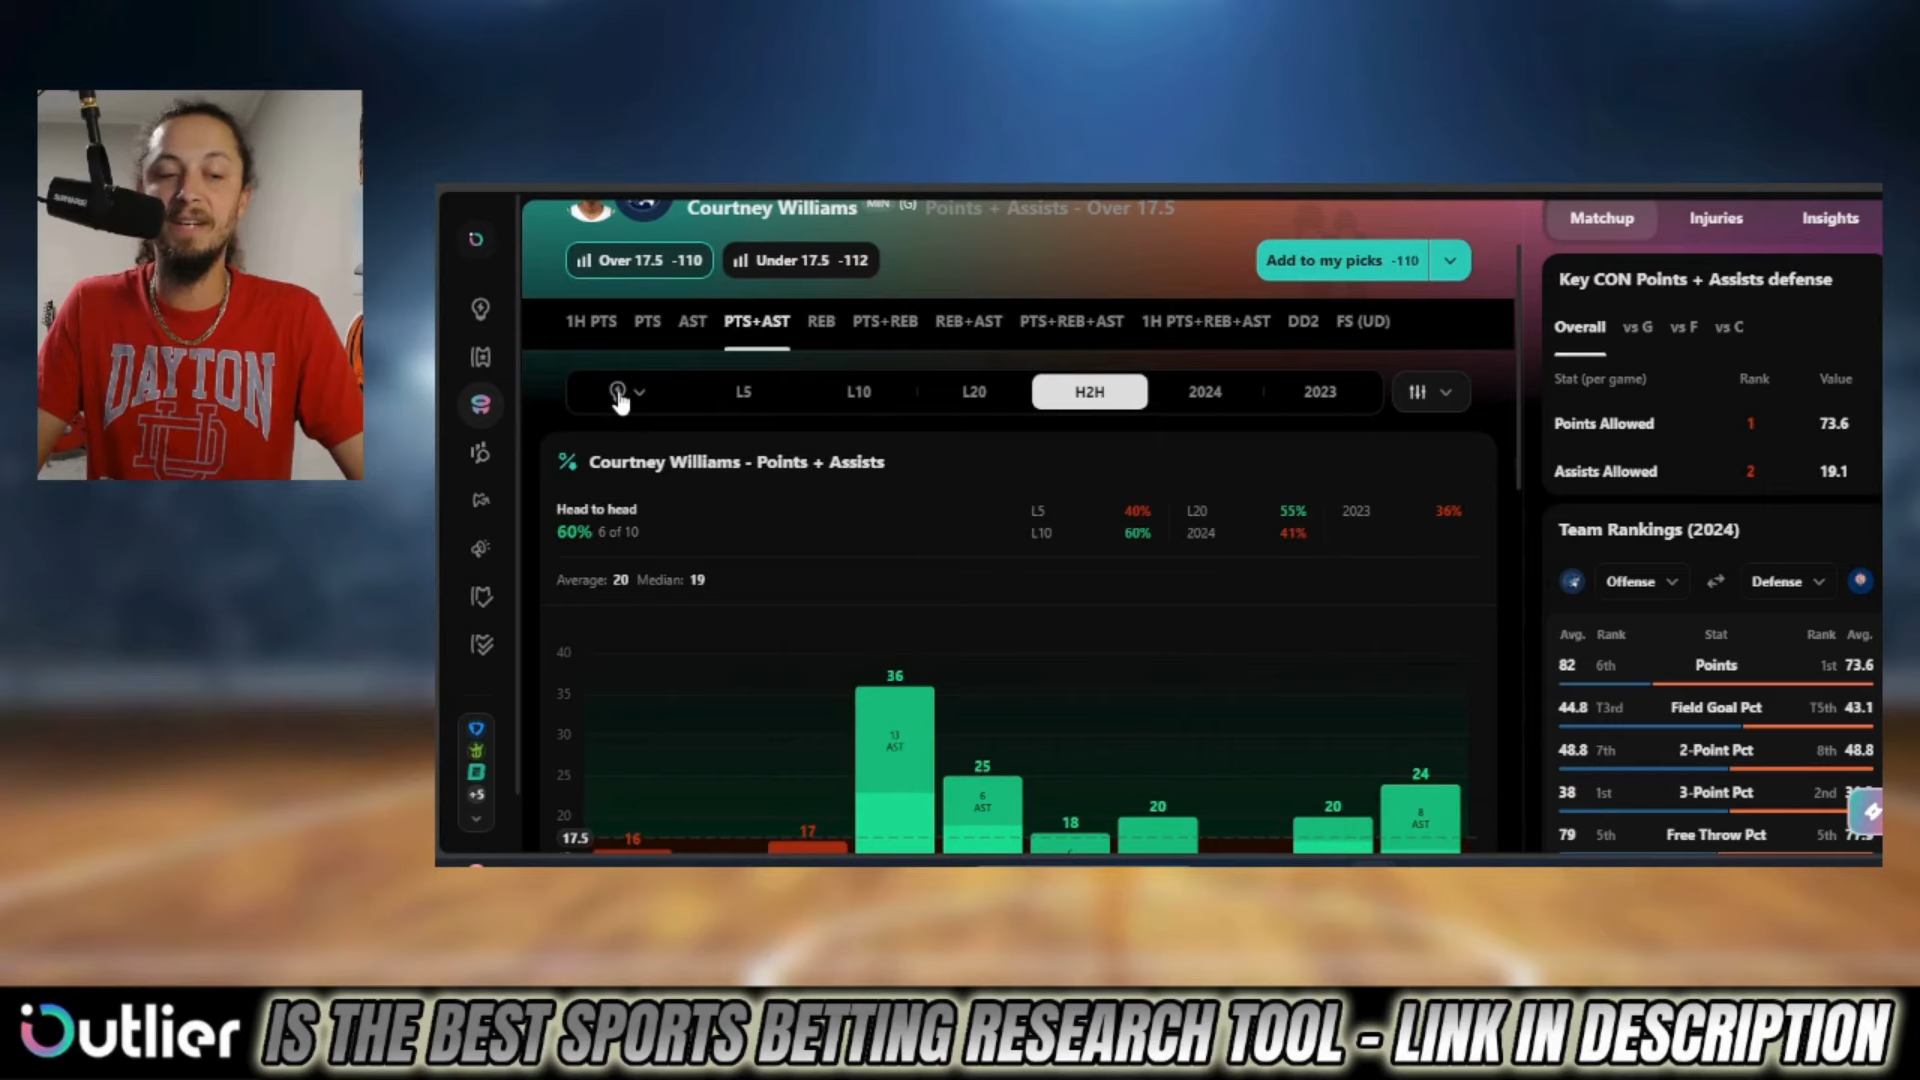 Courtney Williams MIN (G) Points + Assists - Over 17.5
Over 17.5 -110
Under 17.5 -112
Add to my picks -110
1H PTS PTS AST PTS+AST REB PTS+REB REB+AST PTS+REB+AST 1H PTS+REB+AST DD2 FS (UD)
L5 L10 L20 H2H 2024 2023
Courtney Williams - Points + Assists
Head to head
60% 6 of 10
L5 40% L20 55% 2023 36%
L10 60% 2024 41%
Average: 20 Median: 19
40
35
30
25
20
17.5
16
17
36
13
AST
25
6
AST
18
20
20
24
8
AST
+5
Matchup Injuries Insights
Key CON Points + Assists defense
Overall vs G vs F vs C
Stat (per game) Rank Value
Points Allowed 1 73.6
Assists Allowed 2 19.1
Team Rankings (2024)
Offense Defense
Avg. Rank Stat Rank Avg.
82 6th Points 1st 73.6
44.8 T3rd Field Goal Pct T5th 43.1
48.8 7th 2-Point Pct 8th 48.8
38 1st 3-Point Pct 2nd
79 5th Free Throw Pct 5th
DAYTON
UD
Outlier IS THE BEST SPORTS BETTING RESEARCH TOOL - LINK IN DESCRIPTION